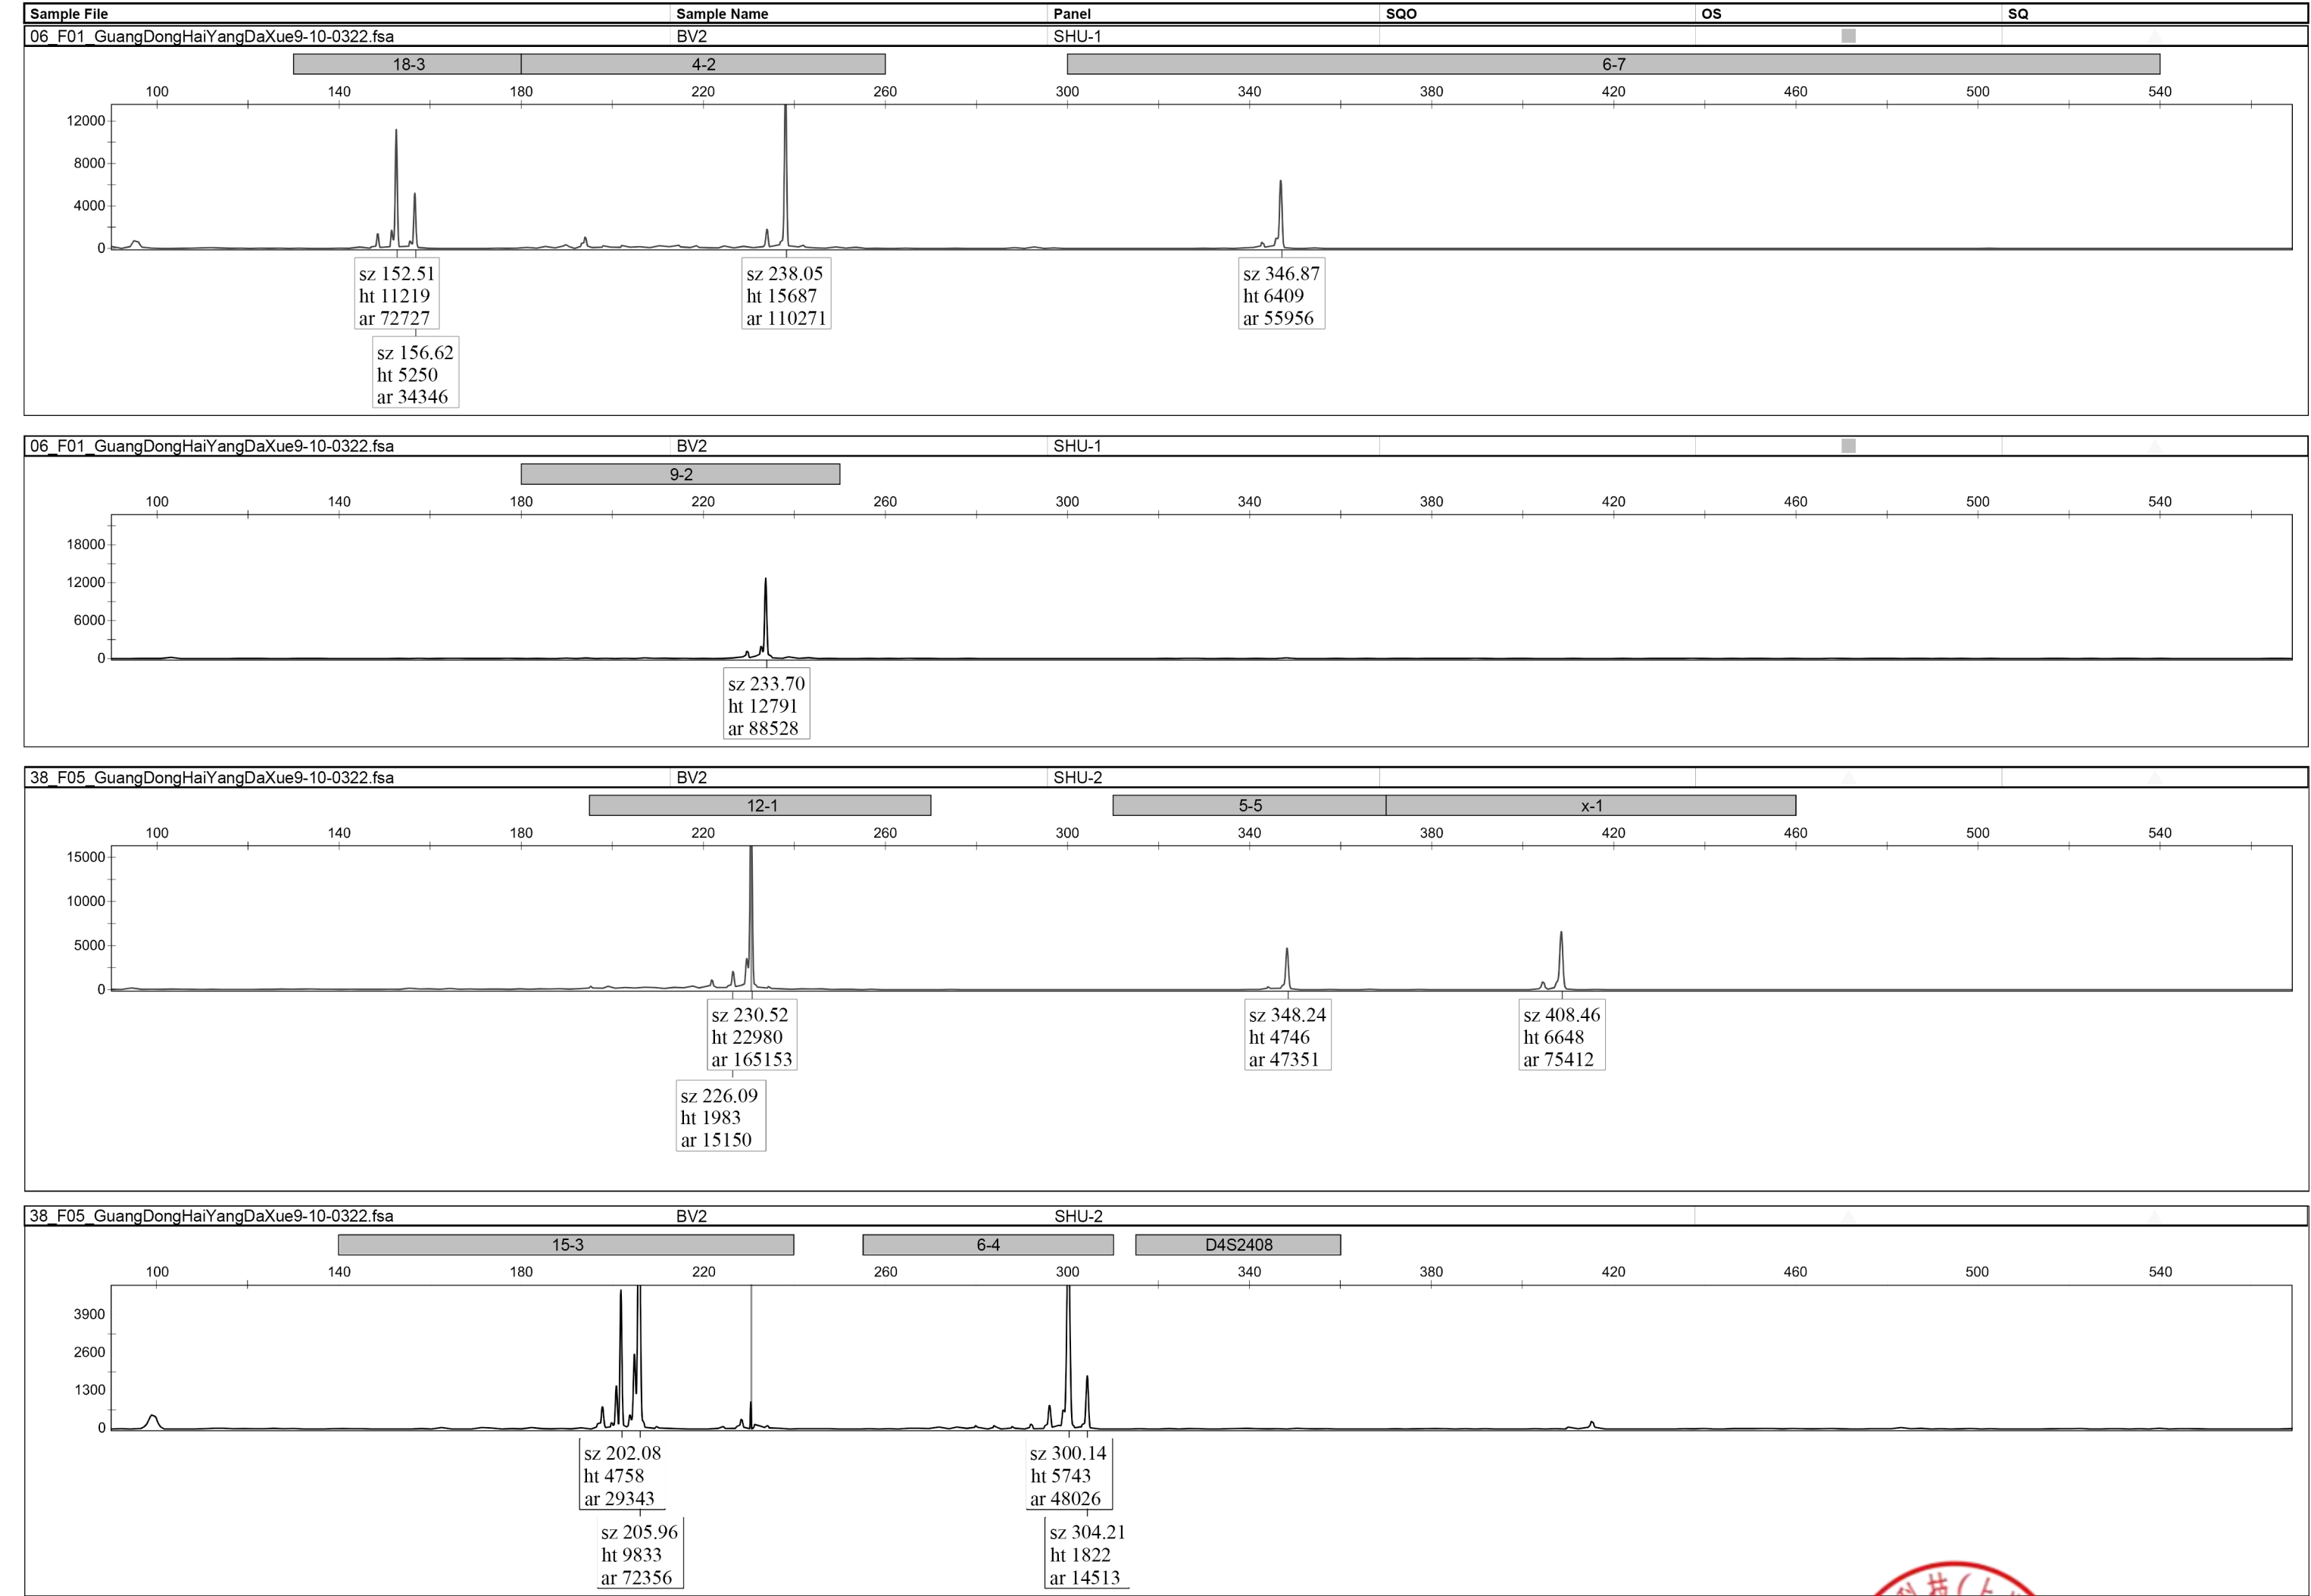 Sample File Sample Name Panel SQO OS SQ
06_F01_GuangDongHaiYangDaXue9-10-0322.fsa BV2 SHU-1
18-3 4-2 6-7
100 140 180 220 260 300 340 380 420 460 500 540
12000
8000
4000
0
sz 152.51
ht 11219
ar 72727
sz 156.62
ht 5250
ar 34346
sz 238.05
ht 15687
ar 110271
sz 346.87
ht 6409
ar 55956
06_F01_GuangDongHaiYangDaXue9-10-0322.fsa BV2 SHU-1
9-2
100 140 180 220 260 300 340 380 420 460 500 540
18000
12000
6000
0
sz 233.70
ht 12791
ar 88528
38_F05_GuangDongHaiYangDaXue9-10-0322.fsa BV2 SHU-2
12-1 5-5 x-1
100 140 180 220 260 300 340 380 420 460 500 540
15000
10000
5000
0
sz 230.52
ht 22980
ar 165153
sz 226.09
ht 1983
ar 15150
sz 348.24
ht 4746
ar 47351
sz 408.46
ht 6648
ar 75412
38_F05_GuangDongHaiYangDaXue9-10-0322.fsa BV2 SHU-2
15-3 6-4 D4S2408
100 140 180 220 260 300 340 380 420 460 500 540
3900
2600
1300
0
sz 202.08
ht 4758
ar 29343
sz 205.96
ht 9833
ar 72356
sz 300.14
ht 5743
ar 48026
sz 304.21
ht 1822
ar 14513
技(